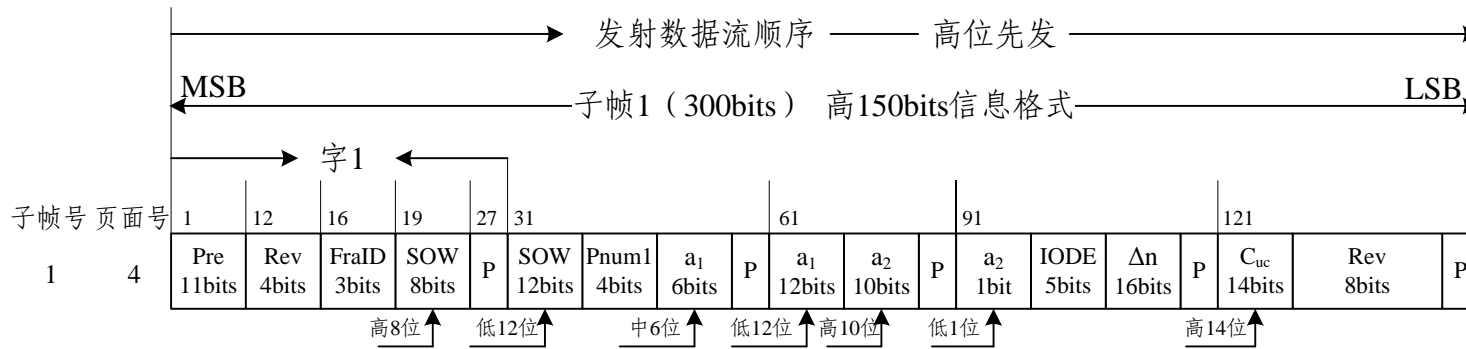 发射数据流顺序 高位先发
MSB LSB
子帧1（300bits） 高150bits信息格式
字1
子帧号 页面号 1 12 16 19 27 31 61 91 121
1 4 Pre 11bits Rev 4bits FraID 3bits SOW 8bits P SOW 12bits Pnum1 4bits a₁ 6bits P a₁ 12bits a₂ 10bits P a₂ 1bit IODE 5bits Δn 16bits P Cuc 14bits Rev 8bits P
高8位 低12位 中6位 低12位 高10位 低1位 高14位